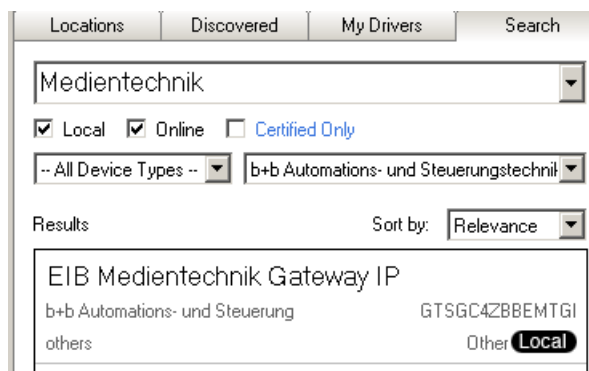 Locations Discovered My Drivers Search
Medientechnik
Local Online Certified Only
-- All Device Types -- b+b Automations- und Steuerungstechnik
Results Sort by: Relevance
EIB Medientechnik Gateway IP
b+b Automations- und Steuerung GTSGC4ZBBEMTGI
others Other Local